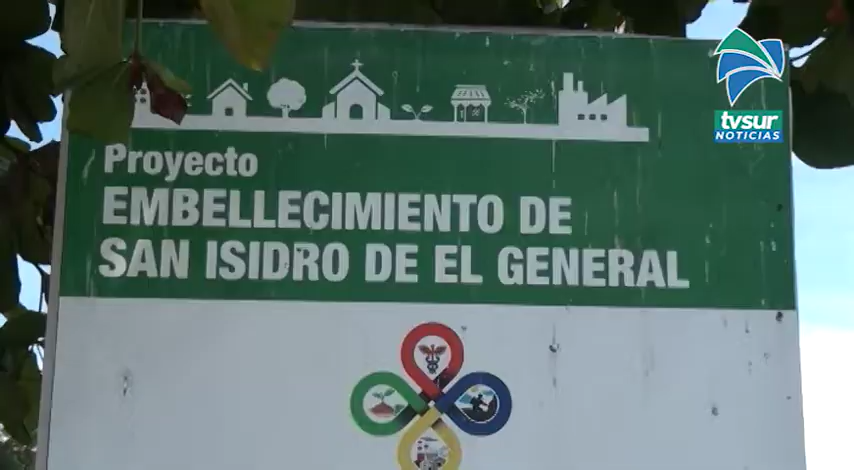 tvsur
NOTICIAS
Proyecto
EMBELLECIMIENTO DE
SAN ISIDRO DE EL GENERAL